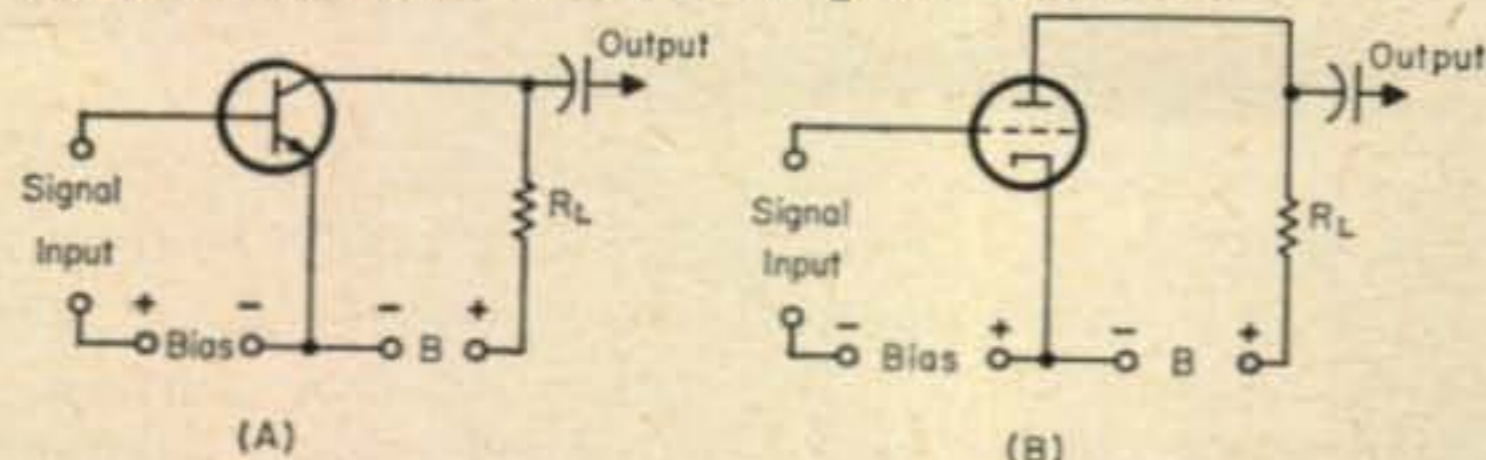 Output
Signal
Input
+ - - +
Bias B
RL
(A)
Output
Signal
Input
- + - +
Bias B
RL
(B)